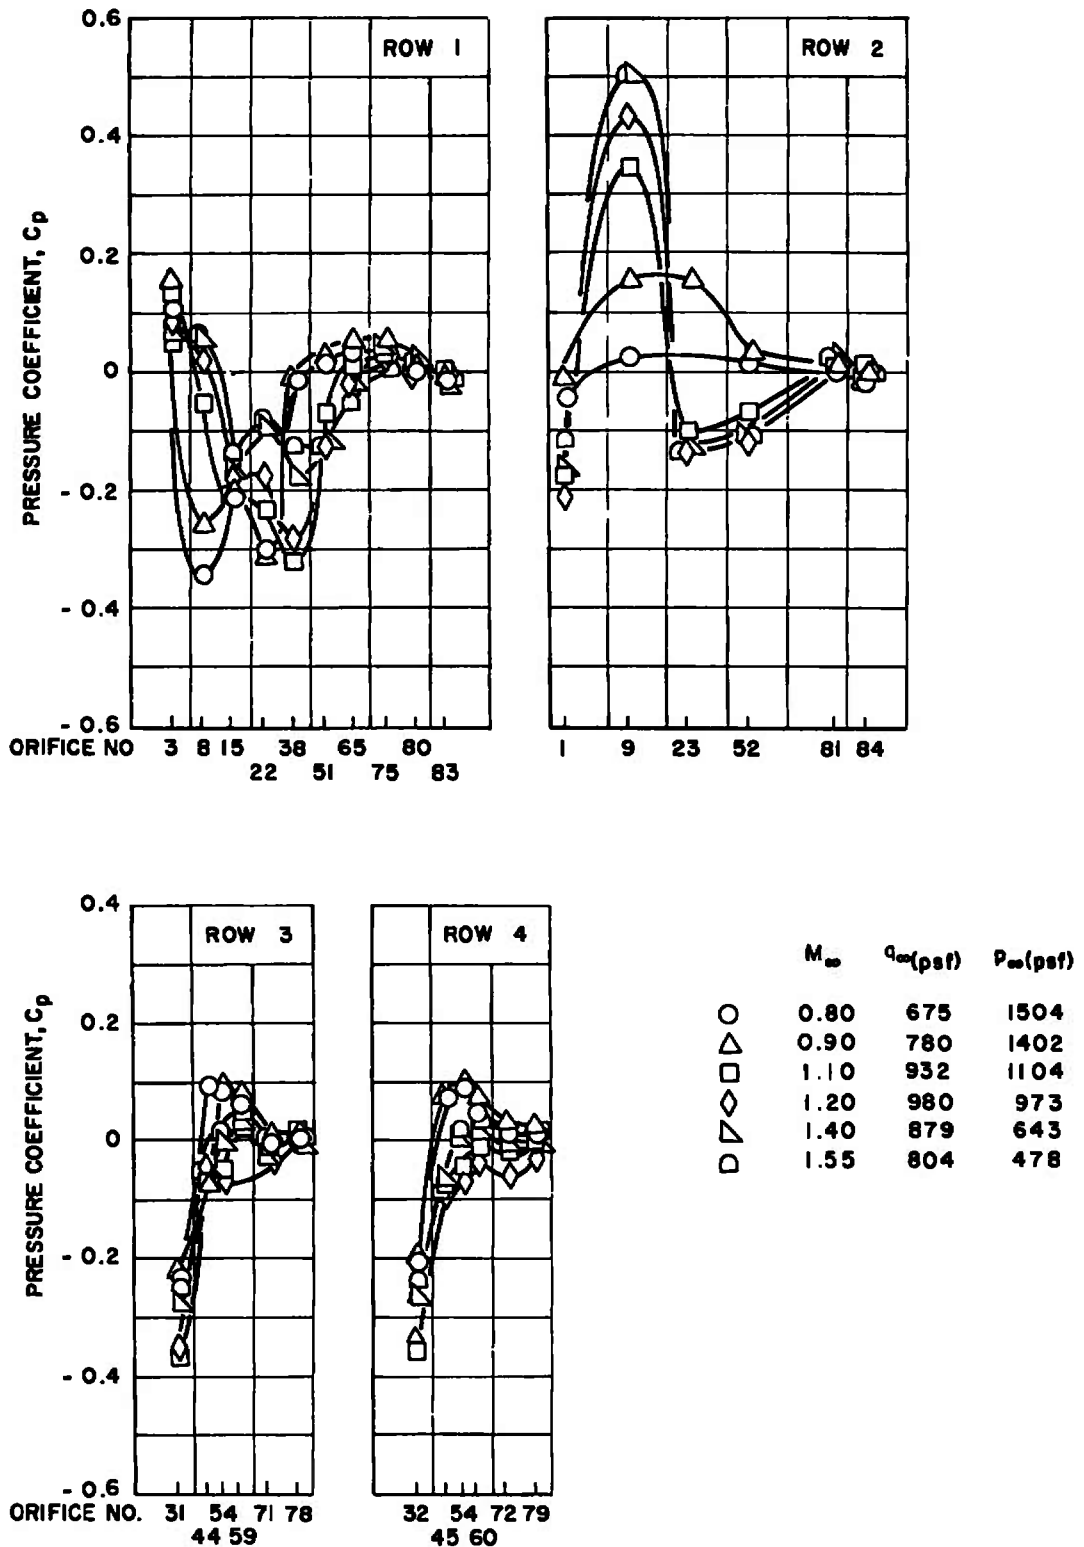 0.6
0.4
0.2
0
- 0.2
- 0.4
- 0.6
PRESSURE COEFFICIENT, Cp
ROW 1
ROW 2
ORIFICE NO 3 8 15 38 65 80
22 51 75 83
1 9 23 52 81 84
0.4
0.2
0
- 0.2
- 0.4
- 0.6
PRESSURE COEFFICIENT, Cp
ROW 3
ROW 4
ORIFICE NO. 31 54 71 78
44 59
32 54 72 79
45 60
M∞ q∞(psf) p∞(psf)
0.80 675 1504
0.90 780 1402
1.10 932 1104
1.20 980 973
1.40 879 643
1.55 804 478